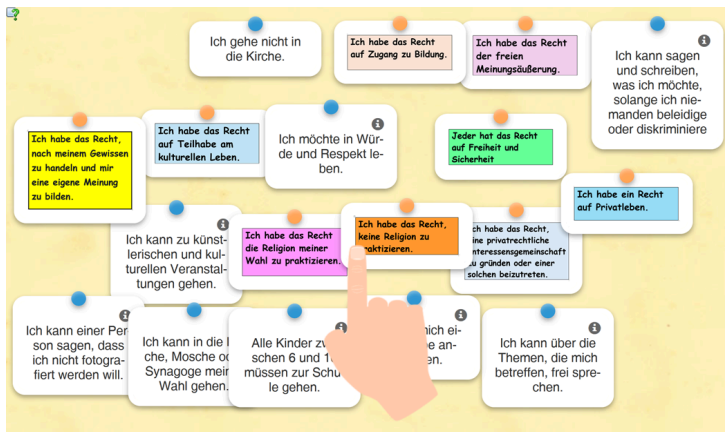 Ich gehe nicht in
die Kirche.
Ich habe das Recht
auf Zugang zu Bildung.
Ich habe das Recht
der freien
Meinungsäußerung.
Ich kann sagen
und schreiben,
was ich möchte,
solange ich nie-
manden beleidige
oder diskriminiere
Ich habe das Recht,
nach meinem Gewissen
zu handeln und mir
eine eigene Meinung
zu bilden.
Ich habe das Recht
auf Teilhabe am
kulturellen Leben.
Ich möchte in Wür-
de und Respekt le-
ben.
Jeder hat das Recht
auf Freiheit und
Sicherheit
Ich habe ein Recht
auf Privatleben.
Ich kann zu künst-
lerischen und kul-
turellen Veranstal-
tungen gehen.
Ich habe das Recht
die Religion meiner
Wahl zu praktizieren.
Ich habe das Recht,
keine Religion zu
praktizieren.
ch habe das Recht,
ine privatrechtliche
nteressensgemeinschaft
zu gründen oder einer
solchen beizutreten.
Ich kann einer Per
son sagen, dass
ich nicht fotogra-
fiert werden will.
Ich kann in die
che, Mosche
Synagoge mei
Wahl gehen.
Alle Kinder
schen 6 und
müssen zur Schu
le gehen.
mich ei-
an-
en.
Ich kann über die
Themen, die mich
betreffen, frei spre-
chen.